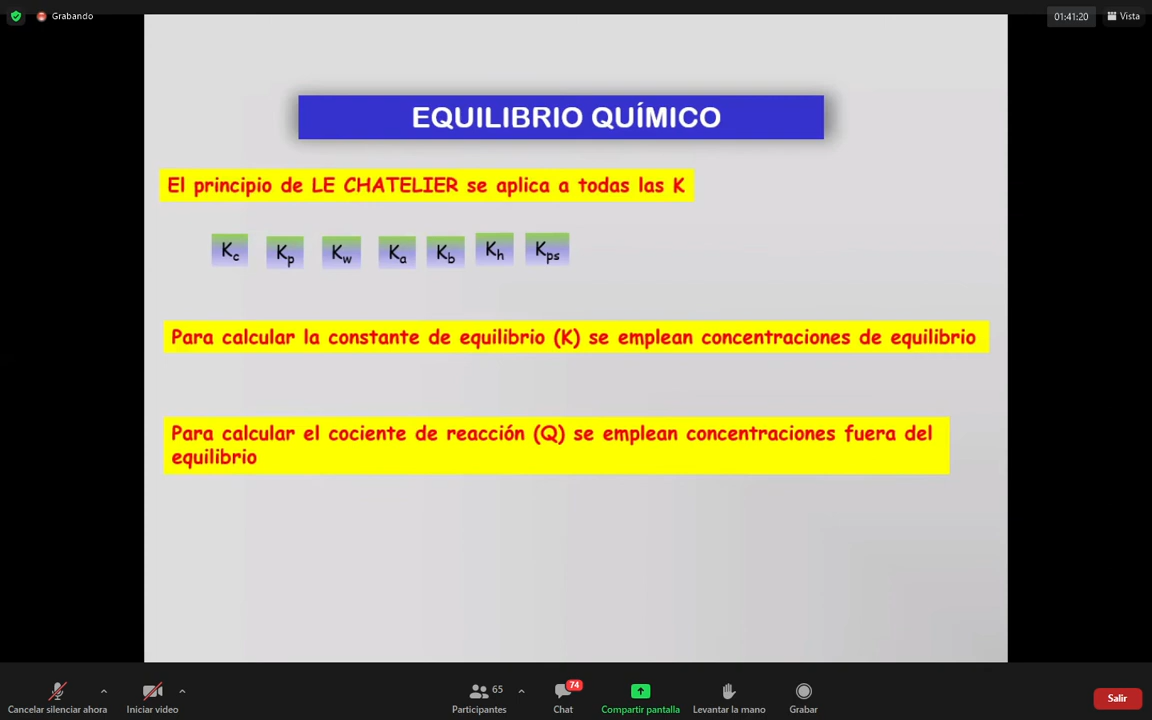 Grabando
01:41:20
Vista
EQUILIBRIO QUÍMICO
El principio de LE CHATELIER se aplica a todas las K
Kc Kp Kw Ka Kb Kh Kps
Para calcular la constante de equilibrio (K) se emplean concentraciones de equilibrio
Para calcular el cociente de reacción (Q) se emplean concentraciones fuera del
equilibrio
65
74
Cancelar silenciar ahora
Iniciar video
Participantes
Chat
Compartir pantalla
Levantar la mano
Grabar
Salir